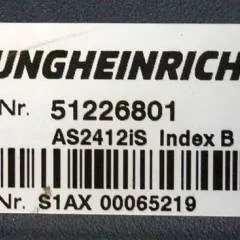 UNGHEINRICH
Nr. 51226801
AS2412iS Index B
Nr. S1AX 00065219